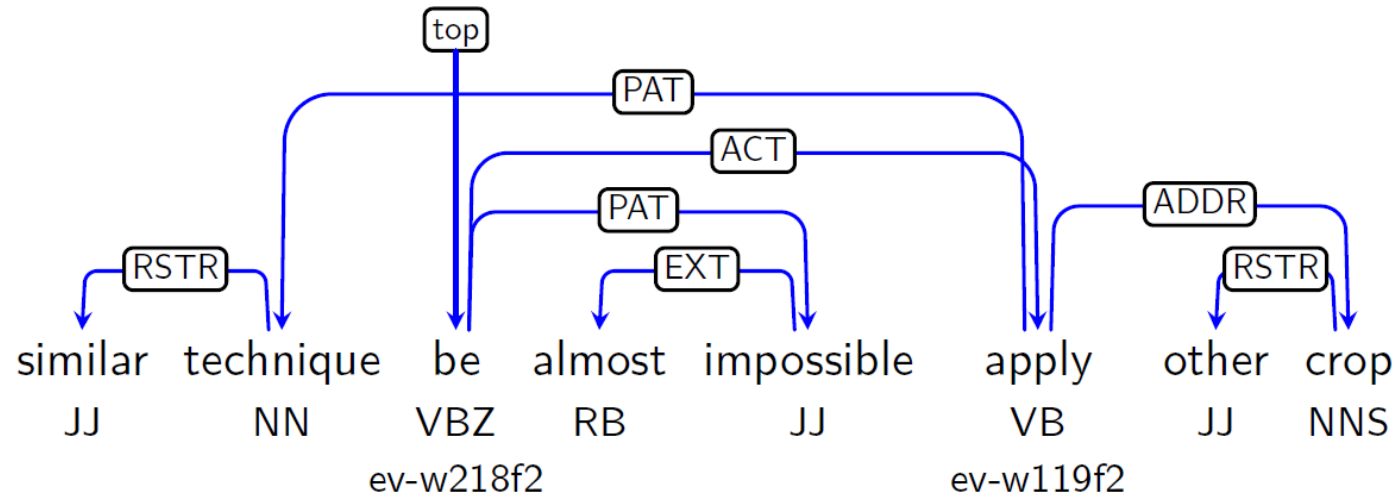 top
PAT
ACT
PAT ADDR
RSTR EXT RSTR
similar technique be almost impossible apply other crop
JJ NN VBZ RB JJ VB JJ NNS
ev-w218f2 ev-w119f2